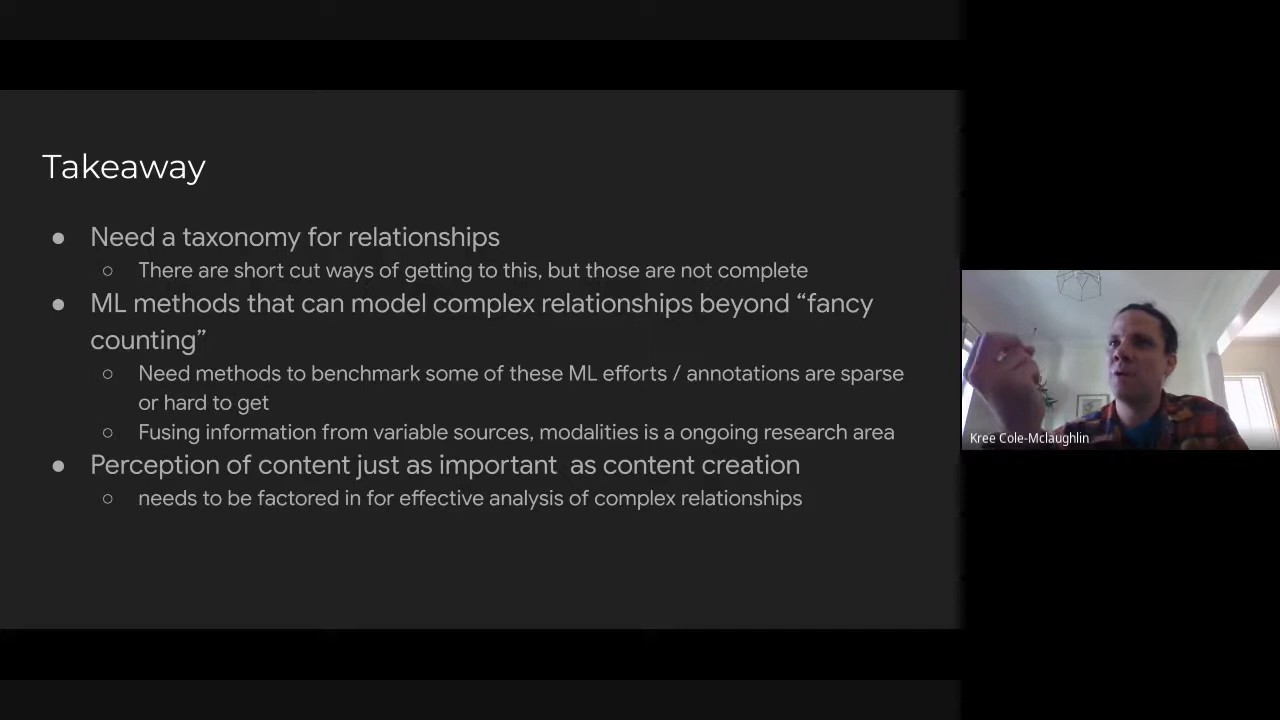 Takeaway
● Need a taxonomy for relationships
○ There are short cut ways of getting to this, but those are not complete
● ML methods that can model complex relationships beyond “fancy
counting”
○ Need methods to benchmark some of these ML efforts / annotations are sparse
or hard to get
○ Fusing information from variable sources, modalities is a ongoing research area
● Perception of content just as important  as content creation
○ needs to be factored in for effective analysis of complex relationships
Kree Cole-Mclaughlin